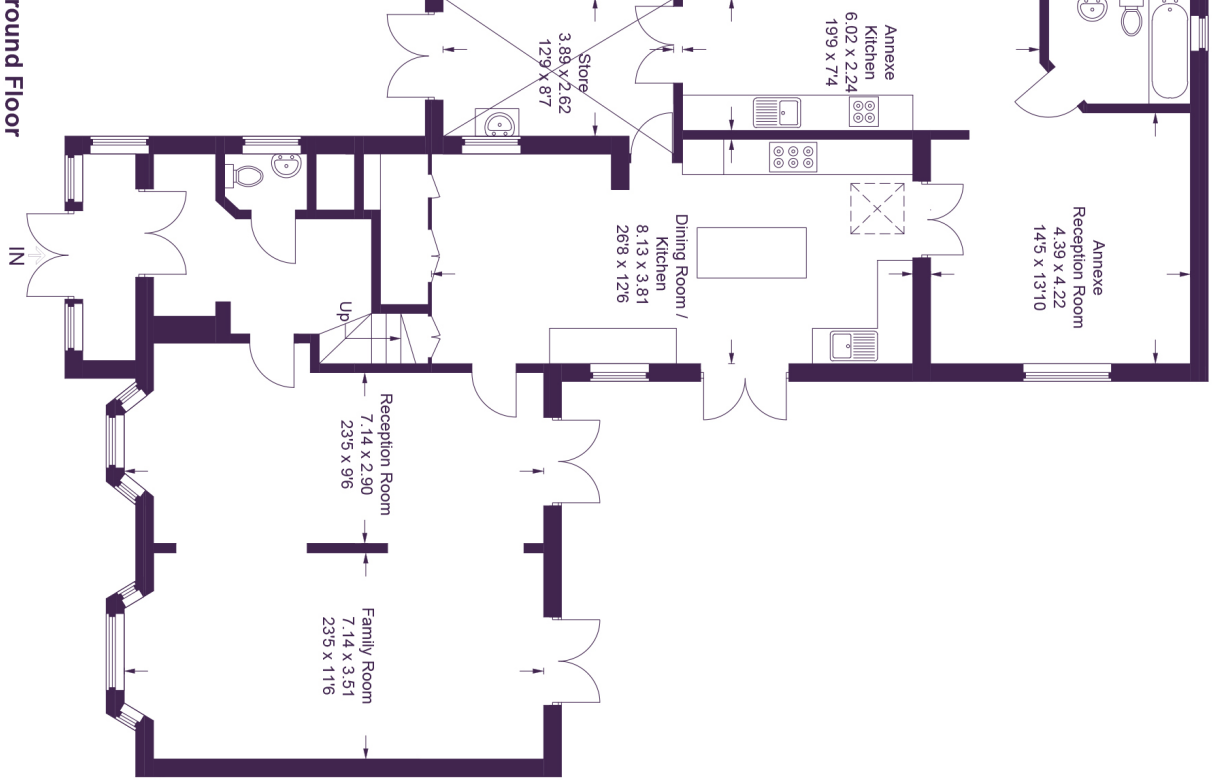 Annexe
Kitchen
6.02 x 2.24
19'9 x 7'4
Store
3.89 x 2.62
12'9 x 8'7
Annexe
Reception Room
4.39 x 4.22
14'5 x 13'10
Dining Room /
Kitchen
8.13 x 3.81
26'8 x 12'6
Up
IN
Reception Room
7.14 x 2.90
23'5 x 9'6
Family Room
7.14 x 3.51
23'5 x 11'6
round Floor